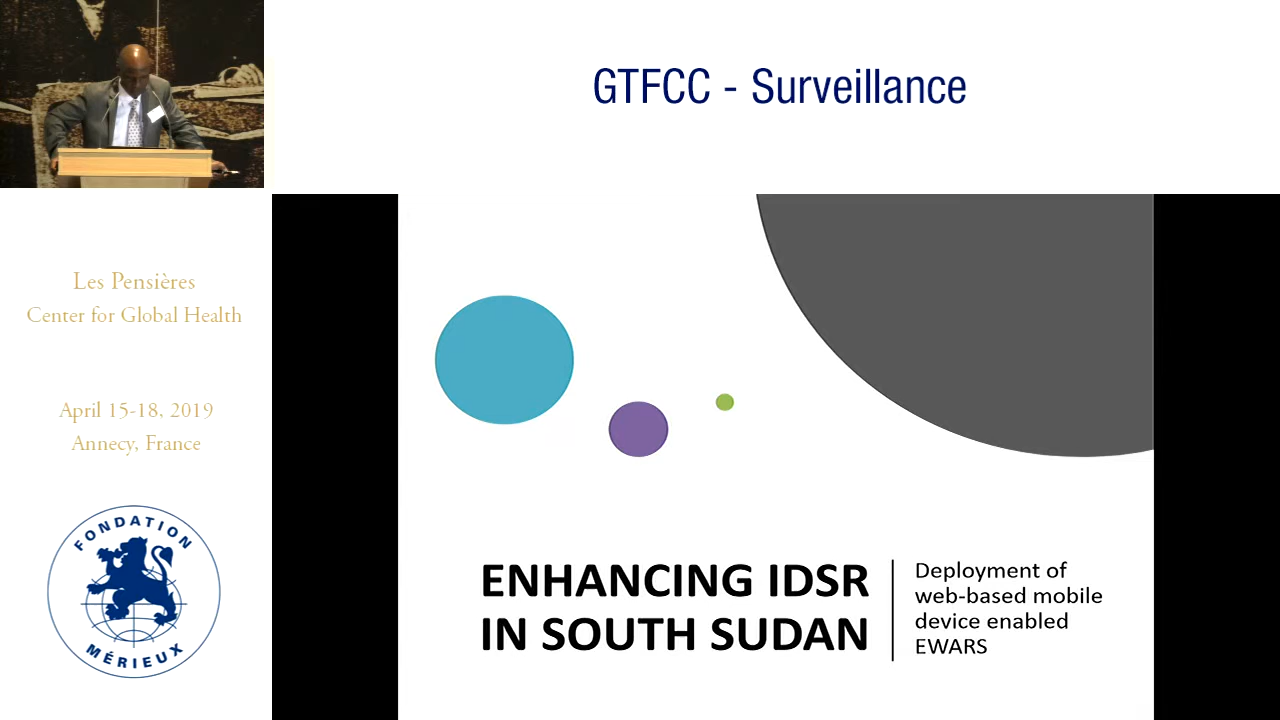 GTFCC - Surveillance
Les Pensières
Center for Global Health
April 15-18, 2019
Annecy, France
FONDATION
MÉRIEUX
ENHANCING IDSR
IN SOUTH SUDAN
Deployment of
web-based mobile
device enabled
EWARS